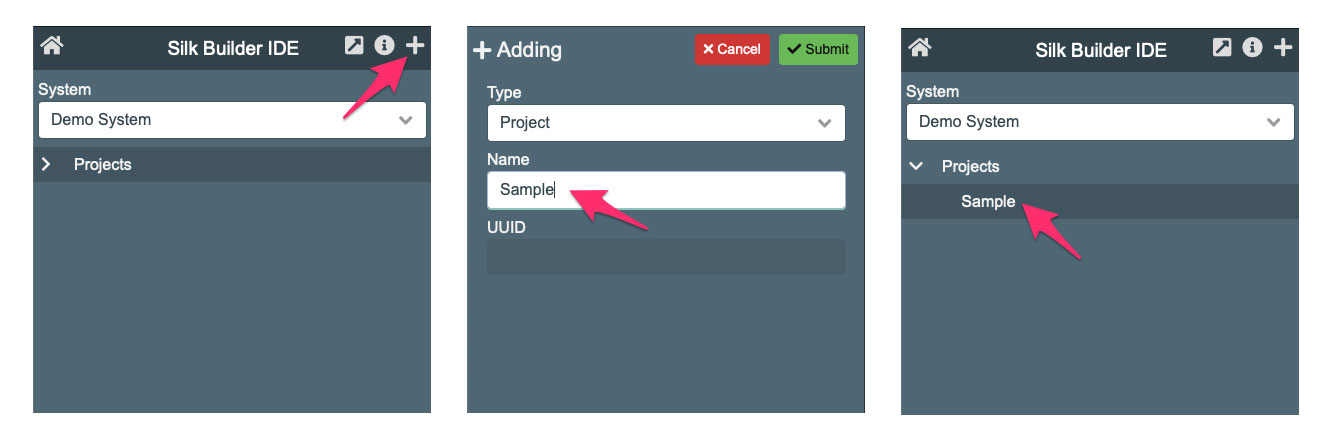 Silk Builder IDE
System
Demo System
Projects
Adding
Cancel
Submit
Type
Project
Name
Sample
UUID
Silk Builder IDE
System
Demo System
Projects
Sample